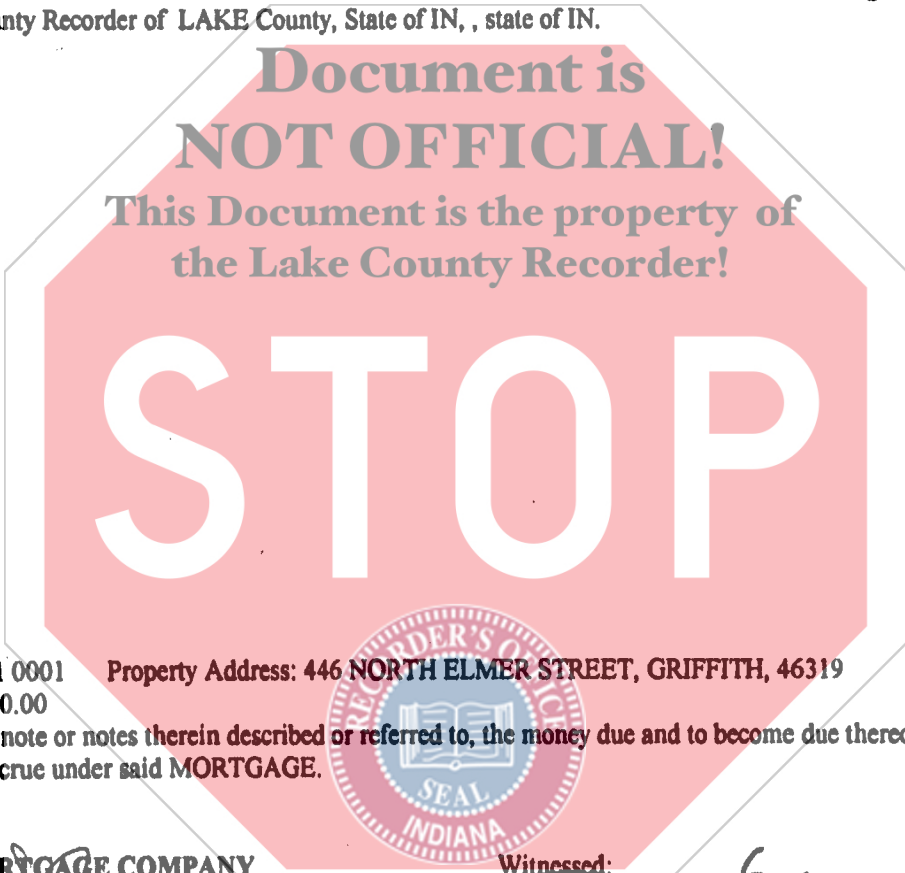 nty Recorder of LAKE County, State of IN, , state of IN.
Document is
NOT OFFICIAL!
This Document is the property of
the Lake County Recorder!
STOP
0001 Property Address: 446 NORTH ELMER STREET, GRIFFITH, 46319
0.00
note or notes therein described or referred to, the money due and to become due there
crue under said MORTGAGE.
RECORDER'S OFFICE
SEAL
INDIANA
RTGAGE COMPANY Witnessed: